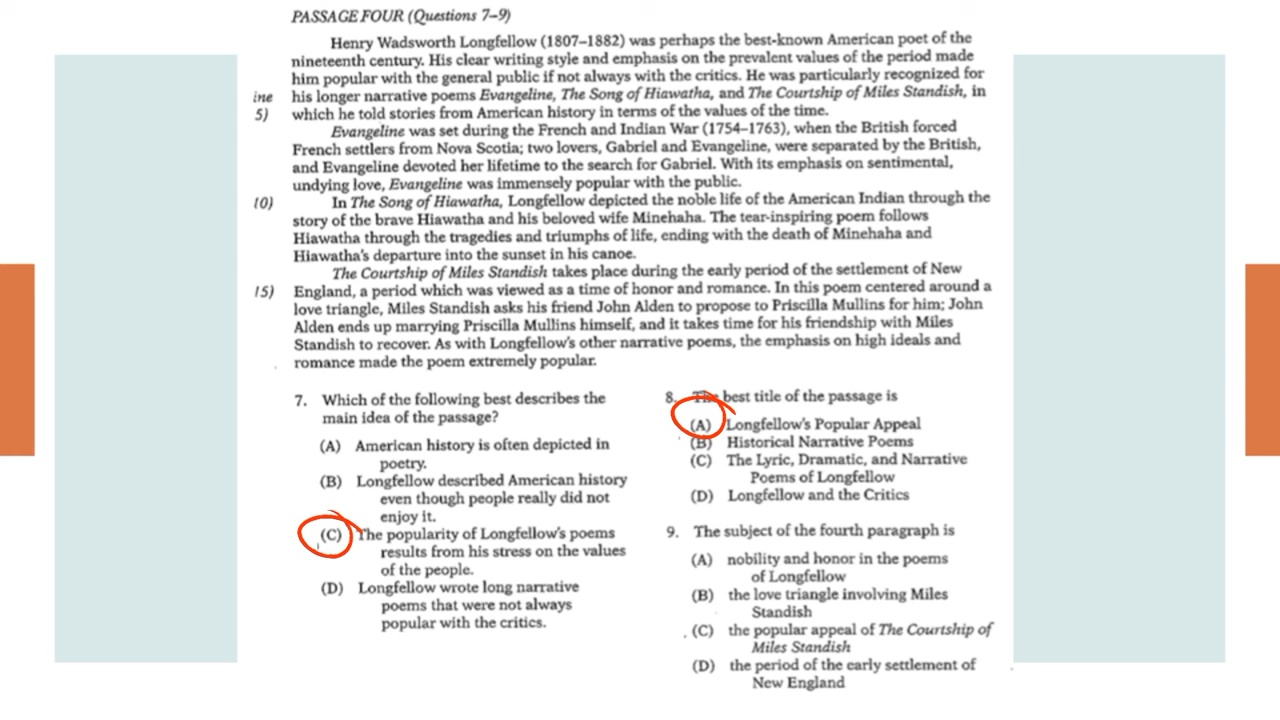 PASSAGE FOUR (Questions 7–9)
Henry Wadsworth Longfellow (1807–1882) was perhaps the best-known American poet of the
nineteenth century. His clear writing style and emphasis on the prevalent values of the period made
him popular with the general public if not always with the critics. He was particularly recognized for
ine his longer narrative poems Evangeline, The Song of Hiawatha, and The Courtship of Miles Standish, in
5) which he told stories from American history in terms of the values of the time.
Evangeline was set during the French and Indian War (1754–1763), when the British forced
French settlers from Nova Scotia; two lovers, Gabriel and Evangeline, were separated by the British,
and Evangeline devoted her lifetime to the search for Gabriel. With its emphasis on sentimental,
undying love, Evangeline was immensely popular with the public.
10) In The Song of Hiawatha, Longfellow depicted the noble life of the American Indian through the
story of the brave Hiawatha and his beloved wife Minehaha. The tear-inspiring poem follows
Hiawatha through the tragedies and triumphs of life, ending with the death of Minehaha and
Hiawatha's departure into the sunset in his canoe.
The Courtship of Miles Standish takes place during the early period of the settlement of New
15) England, a period which was viewed as a time of honor and romance. In this poem centered around a
love triangle, Miles Standish asks his friend John Alden to propose to Priscilla Mullins for him; John
Alden ends up marrying Priscilla Mullins himself, and it takes time for his friendship with Miles
Standish to recover. As with Longfellow's other narrative poems, the emphasis on high ideals and
romance made the poem extremely popular.
7. Which of the following best describes the
main idea of the passage?
(A) American history is often depicted in
poetry.
(B) Longfellow described American history
even though people really did not
enjoy it.
(C) The popularity of Longfellow's poems
results from his stress on the values
of the people.
(D) Longfellow wrote long narrative
poems that were not always
popular with the critics.
8. The best title of the passage is
(A) Longfellow's Popular Appeal
(B) Historical Narrative Poems
(C) The Lyric, Dramatic, and Narrative
Poems of Longfellow
(D) Longfellow and the Critics
9. The subject of the fourth paragraph is
(A) nobility and honor in the poems
of Longfellow
(B) the love triangle involving Miles
Standish
(C) the popular appeal of The Courtship of
Miles Standish
(D) the period of the early settlement of
New England